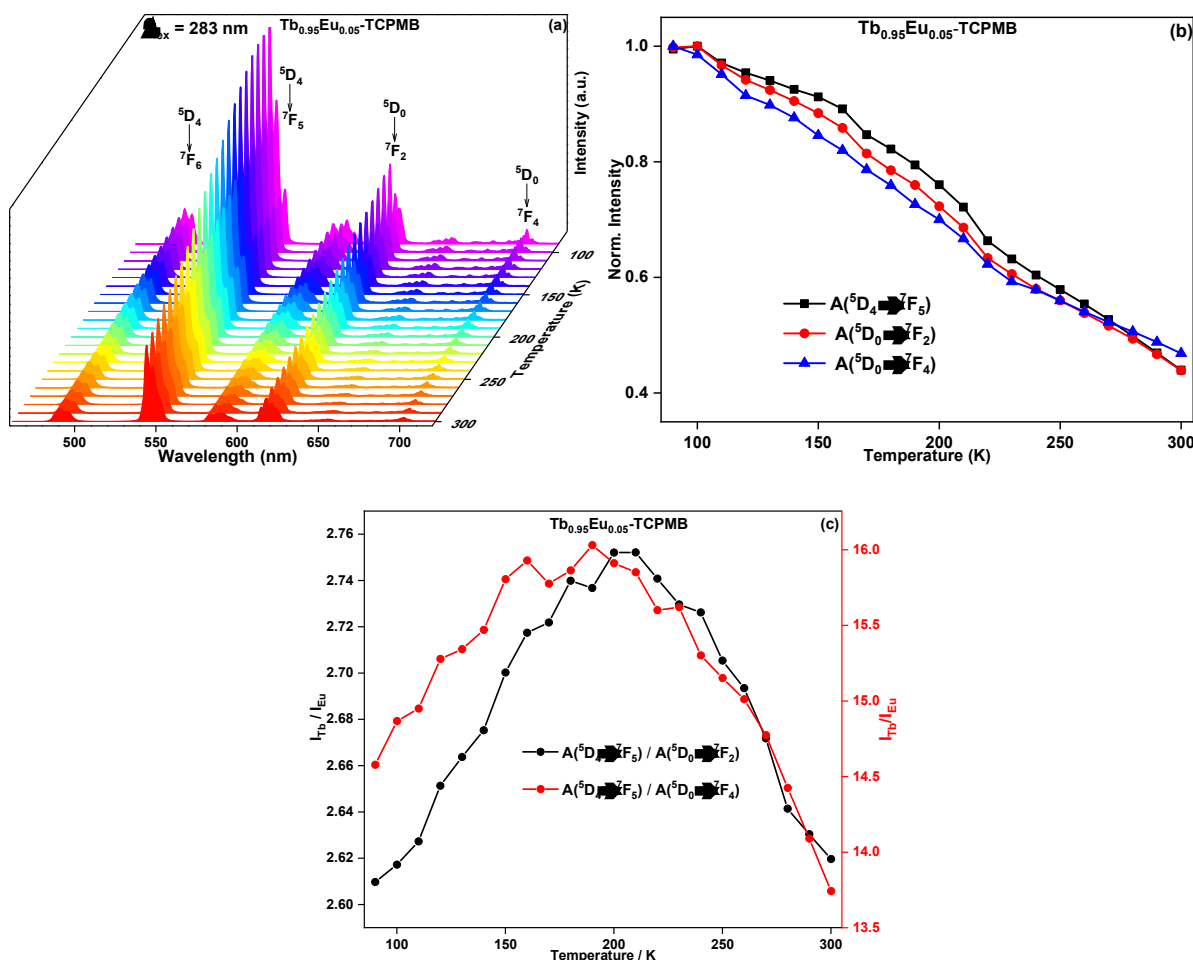 Tb0.95Eu0.05-TCPMB
(a)
ex = 283 nm
Intensity (a.u.)
5D4
7F5
5D4
7F6
5D0
7F2
5D0
7F4
100
150
200
250
300
Temperature (K)
500 550 600 650 700
Wavelength (nm)
Tb0.95Eu0.05-TCPMB
(b)
1.0
0.8
0.6
0.4
Norm. Intensity
A(5D4➡7F5)
A(5D0➡7F2)
A(5D0➡7F4)
100 150 200 250 300
Temperature (K)
Tb0.95Eu0.05-TCPMB
(c)
2.76
2.74
2.72
2.70
2.68
2.66
2.64
2.62
2.60
ITb / IEu
16.0
15.5
15.0
14.5
14.0
13.5
ITb/IEu
A(5D4➡7F5) / A(5D0➡7F2)
A(5D4➡7F5) / A(5D0➡7F4)
100 150 200 250 300
Temperature / K